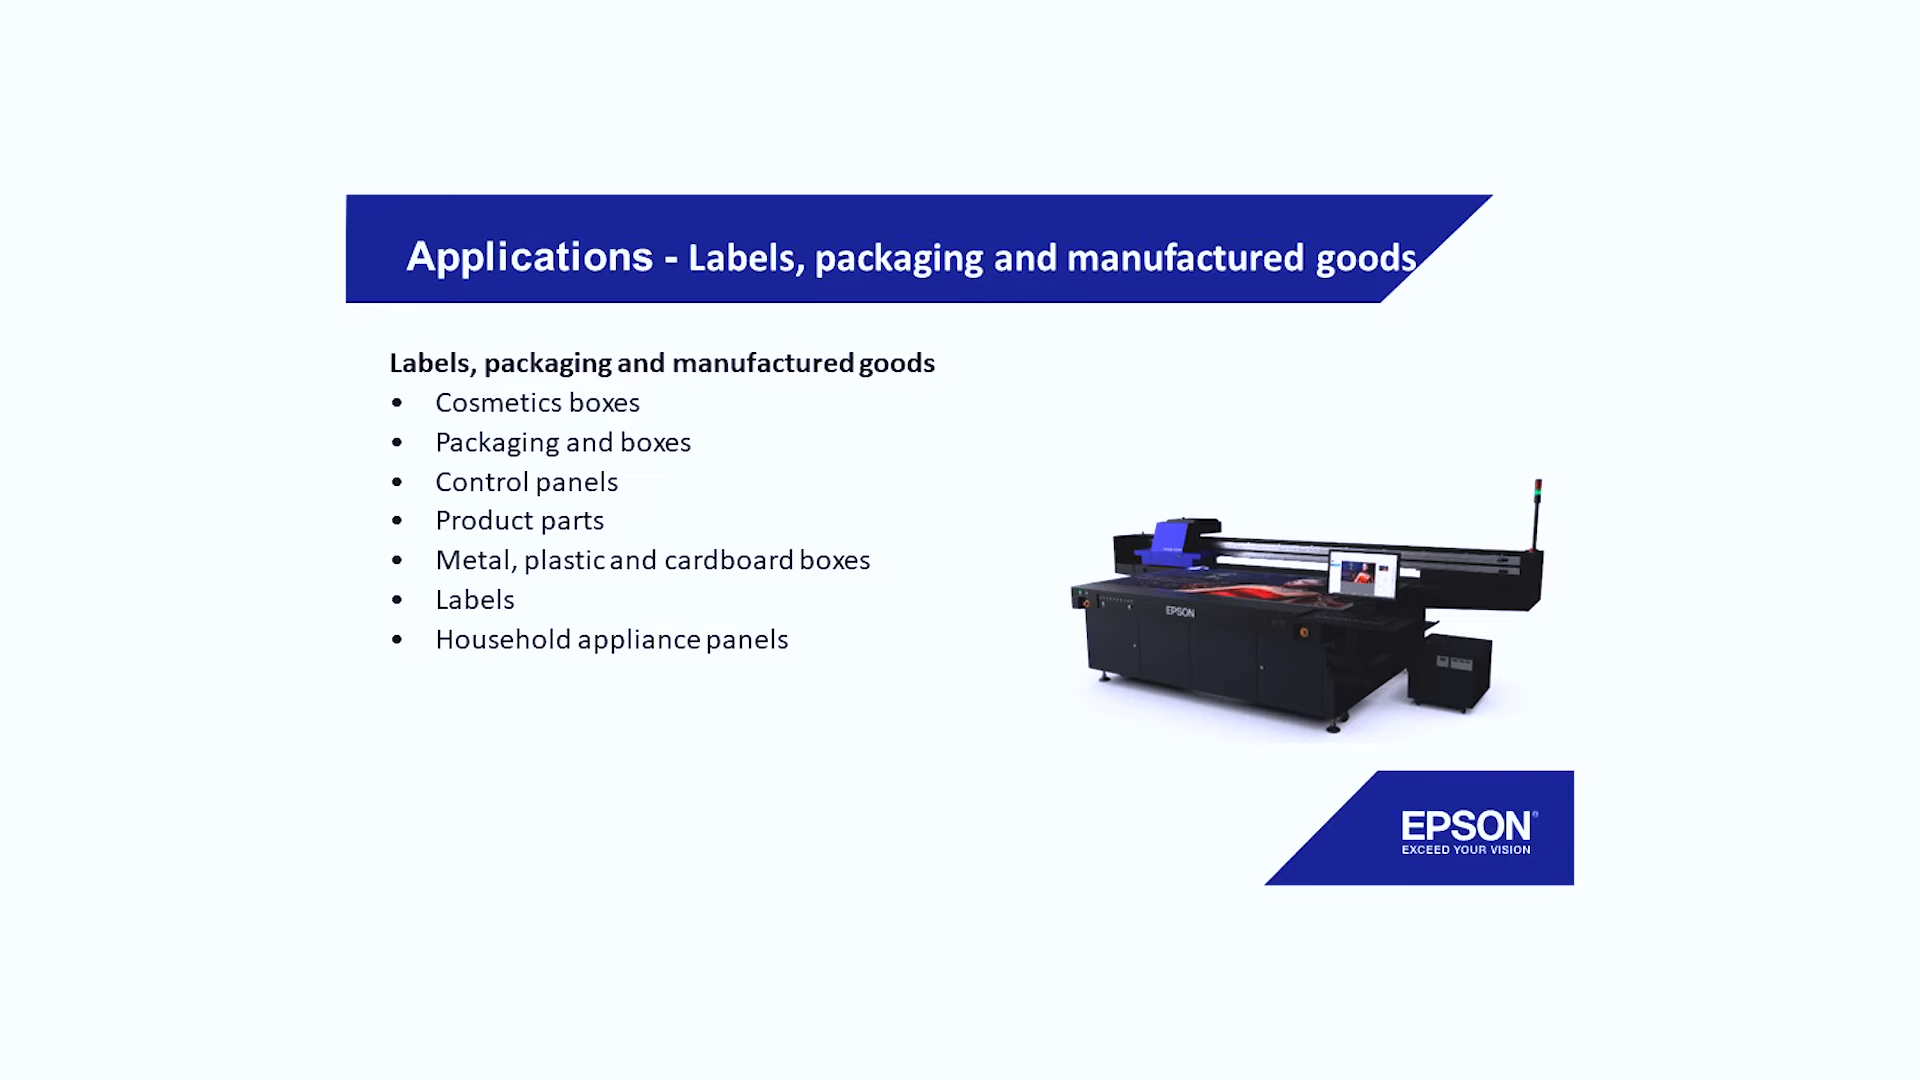 Applications - Labels, packaging and manufactured goods
Labels, packaging and manufactured goods
• Cosmetics boxes
• Packaging and boxes
• Control panels
• Product parts
• Metal, plastic and cardboard boxes
• Labels
• Household appliance panels
EPSON
EPSON®
EXCEED YOUR VISION